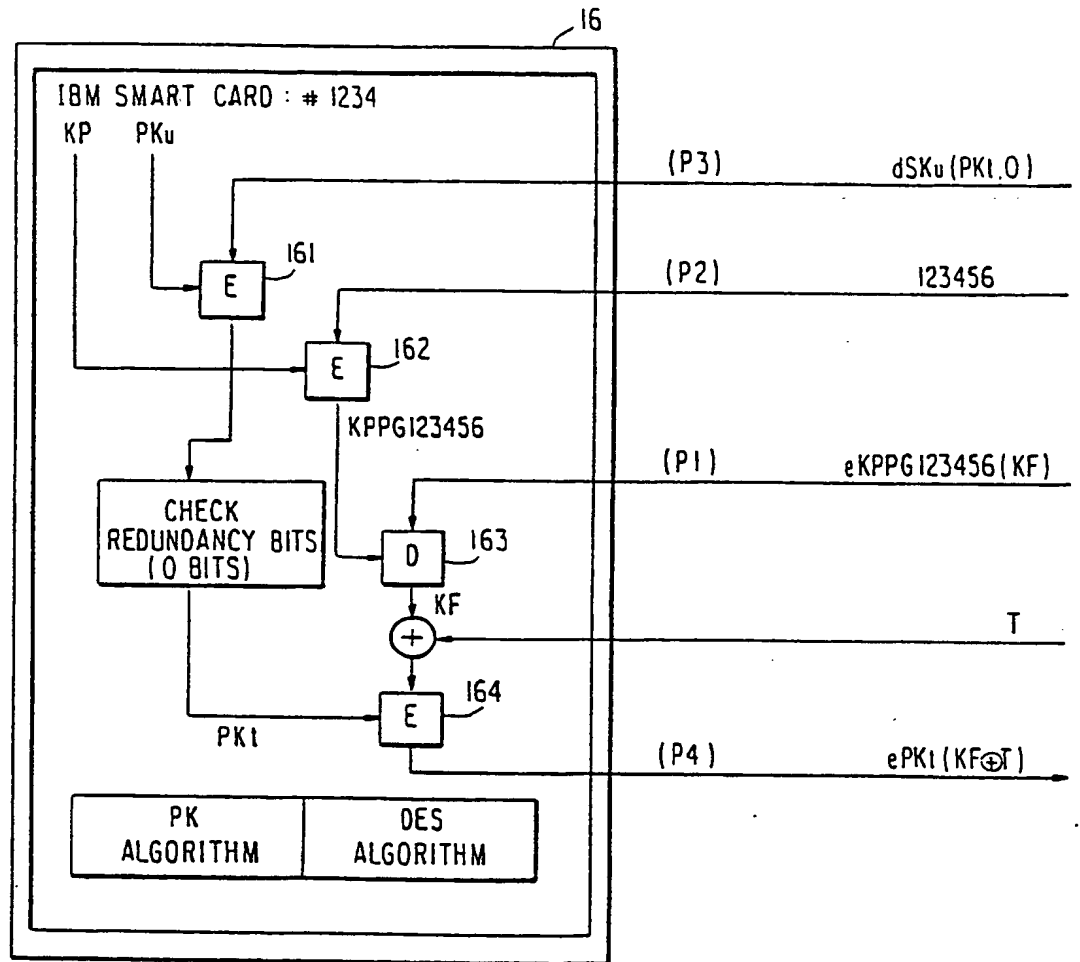 16
IBM SMART CARD : # 1234
KP PKu
(P3) dSKu(PKt,0)
161
E
(P2) 123456
162
E
KPPG123456
(P1) eKPPG123456(KF)
CHECK
REDUNDANCY BITS
(0 BITS)
163
D
KF
+
T
164
E
PKt
(P4) ePKt(KF⊕T)
PK
ALGORITHM
DES
ALGORITHM